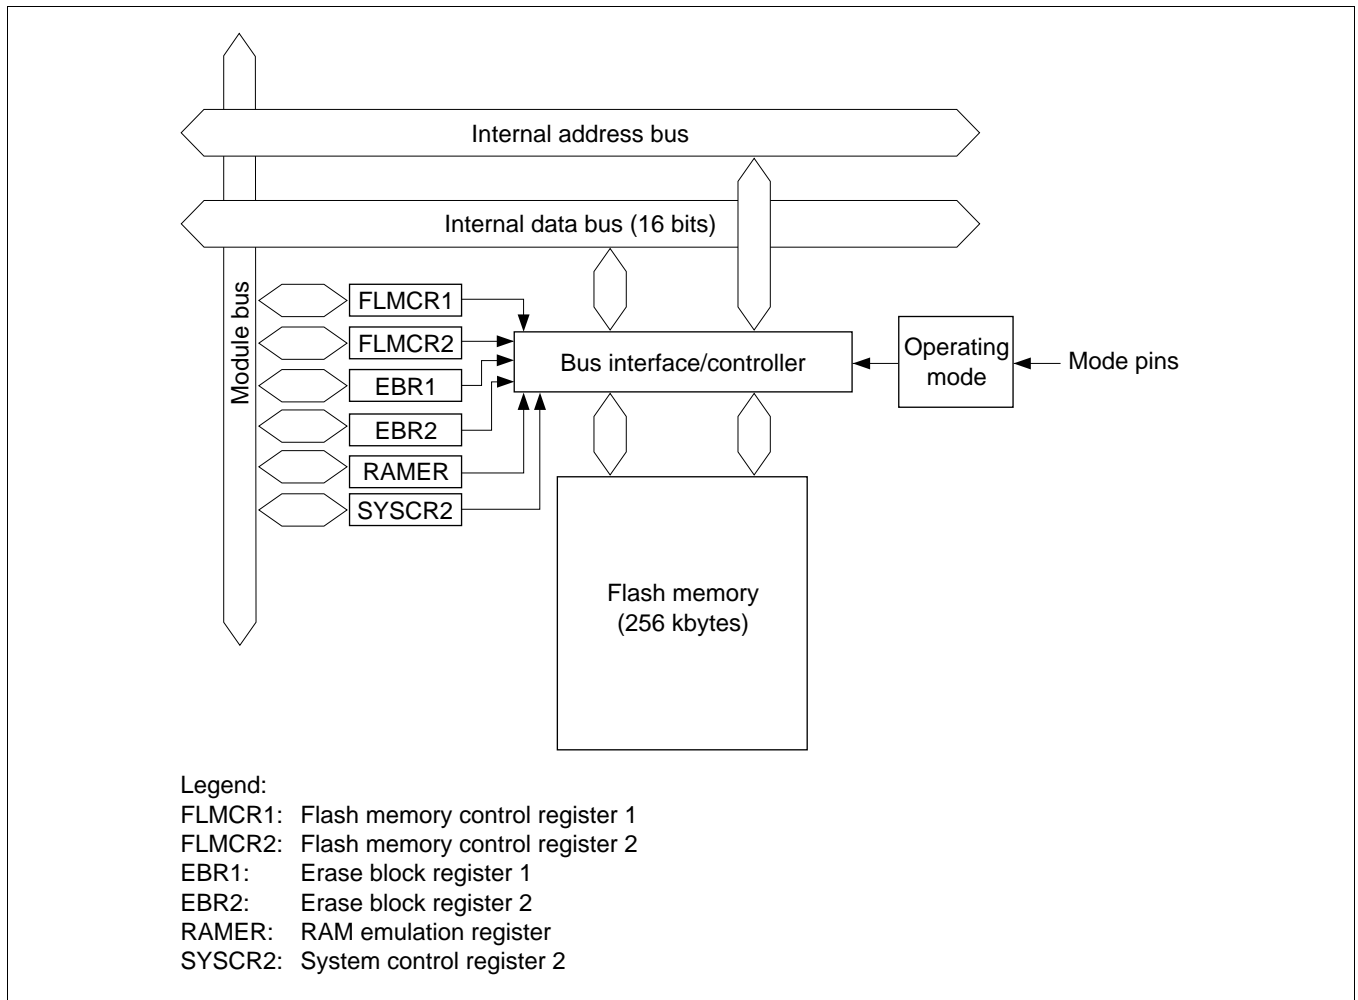 Internal address bus
Internal data bus (16 bits)
Module bus
FLMCR1
FLMCR2
EBR1
EBR2
RAMER
SYSCR2
Bus interface/controller
Operating
mode
Mode pins
Flash memory
(256 kbytes)
Legend:
FLMCR1: Flash memory control register 1
FLMCR2: Flash memory control register 2
EBR1: Erase block register 1
EBR2: Erase block register 2
RAMER: RAM emulation register
SYSCR2: System control register 2